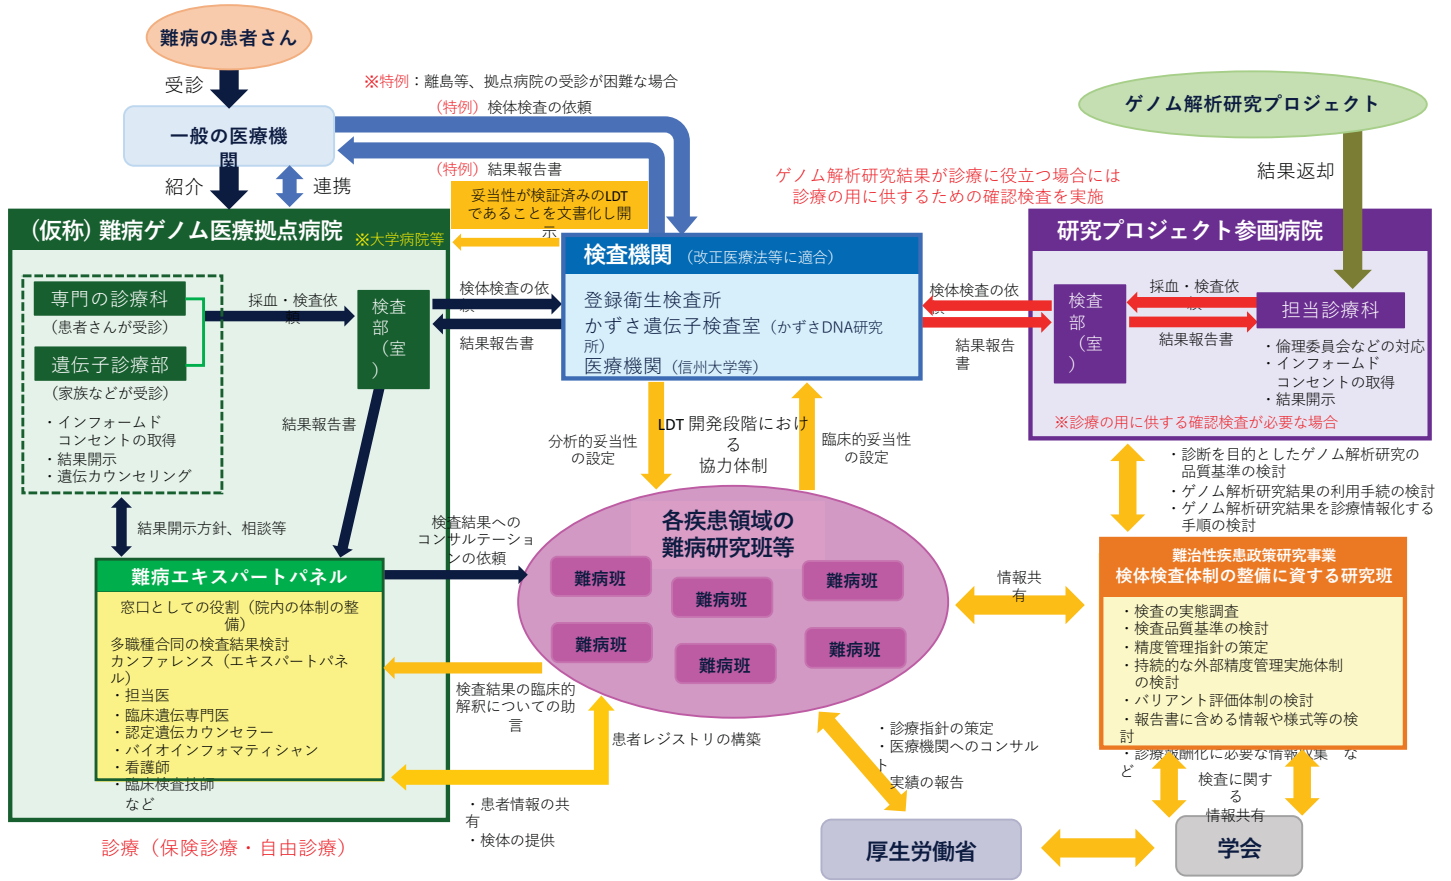 難病の患者さん
受診
一般の医療機
関
紹介
連携
※特例：離島等、拠点病院の受診が困難な場合
（特例）検体検査の依頼
（特例）結果報告書
妥当性が検証済みのLDT
であることを文書化し開
示
ゲノム解析研究プロジェクト
結果返却
ゲノム解析研究結果が診療に役立つ場合には
診療の用に供するための確認検査を実施
(仮称) 難病ゲノム医療拠点病院
※大学病院等
専門の診療科
(患者さんが受診)
遺伝子診療部
(家族などが受診)
・インフォームド
コンセントの取得
・結果開示
・遺伝カウンセリング
採血・検査依
頼
検査
部
（室
）
検体検査の依
頼
結果報告書
結果報告書
結果開示方針、相談等
検査機関（改正医療法等に適合）
登録衛生検査所
かずさ遺伝子検査室（かずさDNA研究
所）
医療機関（信州大学等）
検体検査の依
頼
結果報告
書
研究プロジェクト参画病院
検査
部
（室
）
採血・検査依
頼
結果報告書
担当診療科
・倫理委員会などの対応
・インフォームド
コンセントの取得
・結果開示
※診療の用に供する確認検査が必要な場合
分析的妥当性
の設定
LDT 開発段階におけ
る
協力体制
臨床的妥当性
の設定
・診断を目的としたゲノム解析研究の
品質基準の検討
・ゲノム解析研究結果の利用手続の検討
・ゲノム解析研究結果を診療情報化する
手順の検討
検査結果への
コンサルテーショ
ンの依頼
難病エキスパートパネル
窓口としての役割（院内の体制の整
備）
多職種合同の検査結果検討
カンファレンス（エキスパートパネ
ル）
・担当医
・臨床遺伝専門医
・認定遺伝カウンセラー
・バイオインフォマティシャン
・看護師
・臨床検査技師
など
各疾患領域の
難病研究班等
難病班
難病班
難病班
難病班
難病班
難病班
情報共
有
難治性疾患政策研究事業
検体検査体制の整備に資する研究班
・検査の実態調査
・検査品質基準の検討
・精度管理指針の策定
・持続的な外部精度管理実施体制
の検討
・バリアント評価体制の検討
・報告書に含める情報や様式等の検
討
・診療報酬化に必要な情報収集　な
ど
検査結果の臨床的
解釈についての助
言
患者レジストリの構築
・患者情報の共
有
・検体の提供
・診療指針の策定
・医療機関へのコンサル
ト
・実績の報告
検査に関す
る
情報共有
厚生労働省
学会
診療（保険診療・自由診療）